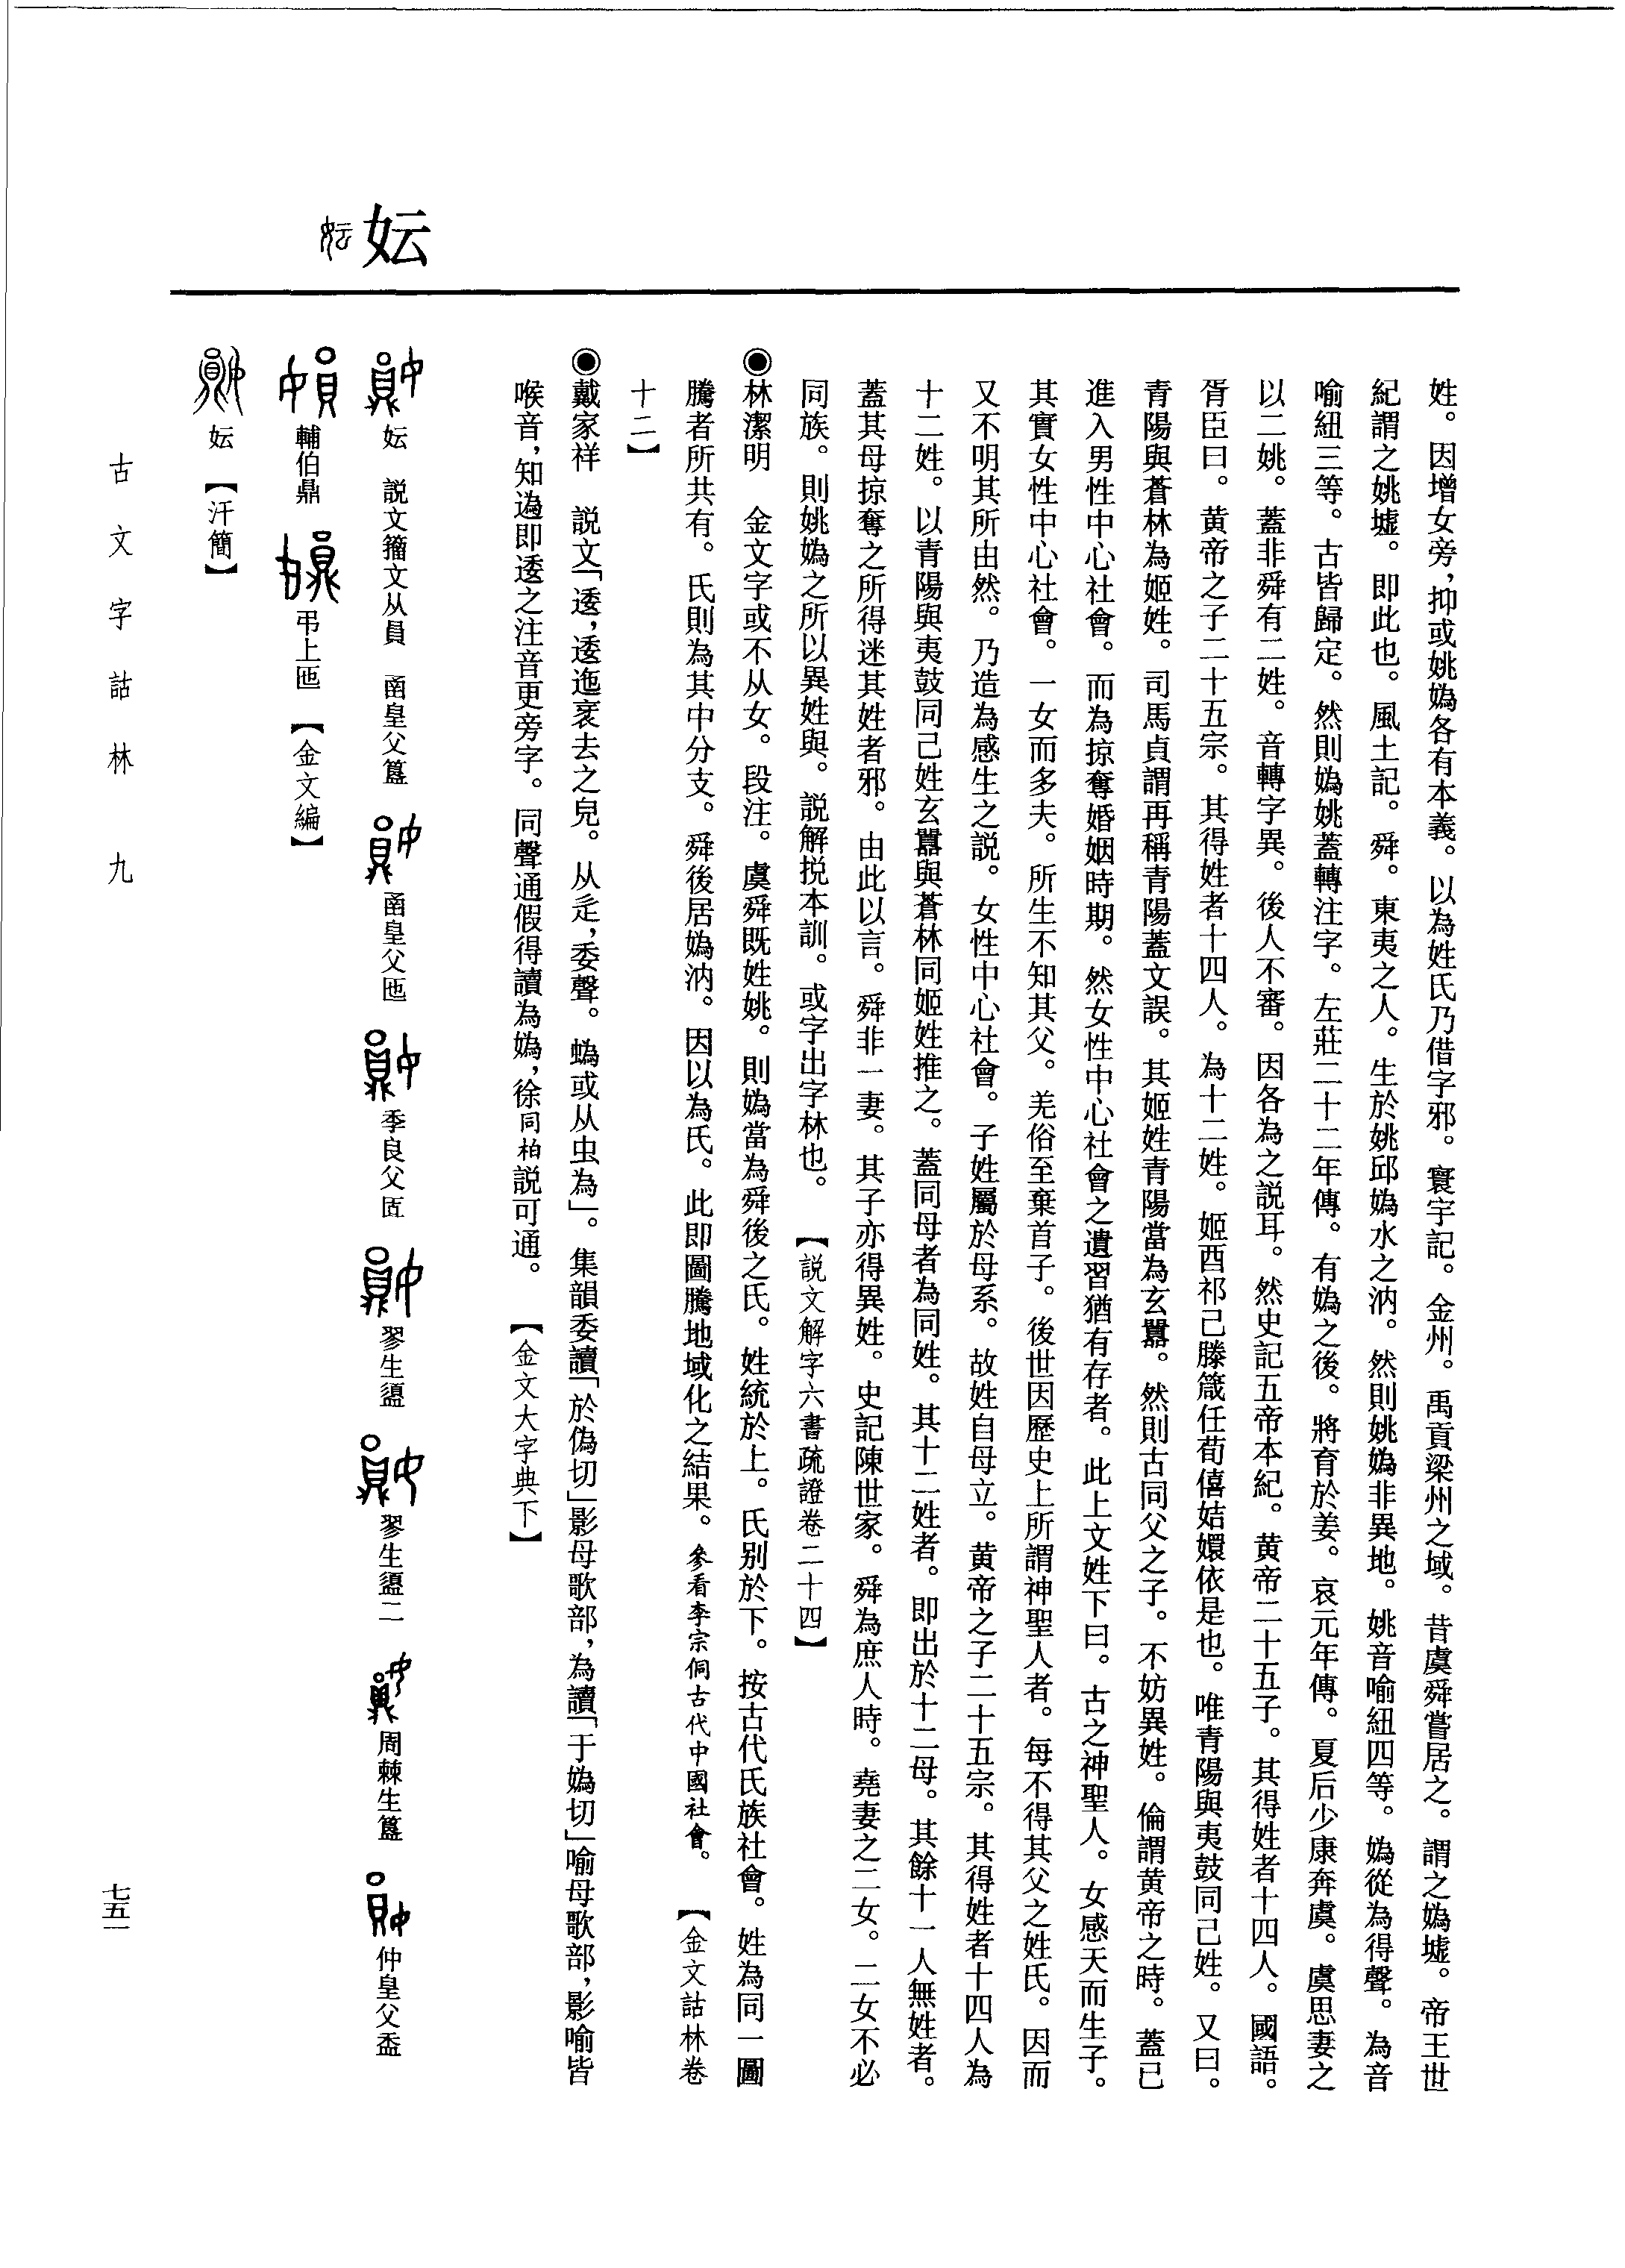 姓。因增女旁，抑或姚媯各有本義。以為姓氏乃借字邪。寰宇記。金州。禹貢梁州之域。昔虞舜嘗居之。謂之媯墟。帝王世
紀謂之姚墟。即此也。風土記。舜。東夷之人。生於姚邱媯水之汭。然則姚媯非異地。姚音喻紐四等。媯從為得聲。為音
喻紐三等。古皆歸定。然則媯姚蓋轉注字。左莊二十二年傳。有媯之後。將育於姜。哀元年傳。夏后少康奔虞。虞思妻之
以二姚。蓋非舜有二姓。音轉字異。後人不審。因各為之説耳。然史記五帝本紀。黄帝二十五子。其得姓者十四人。國語。
胥臣曰。黄帝之子二十五宗。其得姓者十四人。為十二姓。姬酉祁己滕箴任荀僖姞嬛依是也。唯青陽與夷鼓同己姓。又曰。
青陽與蒼林為姬姓。司馬貞謂再稱青陽蓋文誤。其姬姓青陽當為玄囂。然則古同父之子。不妨異姓。倫謂黄帝之時。蓋已
進入男性中心社會。而為掠奪婚姻時期。然女性中心社會之遺習猶有存者。此上文姓下曰。古之神聖人。女感天而生子。
其實女性中心社會。一女而多夫。所生不知其父。羌俗至棄首子。後世因歷史上所謂神聖人者。每不得其父之姓氏。因而
又不明其所由然。乃造為感生之説。女性中心社會。子姓屬於母系。故姓自母立。黄帝之子二十五宗。其得姓者十四人為
十二姓。以青陽與夷鼓同己姓玄囂與蒼林同姬姓推之。蓋同母者為同姓。其十二姓者。即出於十二母。其餘十一人無姓者。
蓋其母掠奪之所得迷其姓者邪。由此以言。舜非一妻。其子亦得異姓。史記陳世家。舜為庶人時。堯妻之二女。二女不必
同族。則姚媯之所以異姓與。説解挩本訓。或字出字林也。　【説文解字六書疏證卷二十四】
◉林潔明　金文字或不从女。段注。虞舜既姓姚。則媯當為舜後之氏。姓統於上。氏别於下。按古代氏族社會。姓為同一圖
騰者所共有。氏則為其中分支。舜後居媯汭。因以為氏。此即圖騰地域化之結果。參看李宗侗古代中國社會。　【金文詁林卷
十二】
◉戴家祥　説文「逶，逶迤衺去之皃。从辵，委聲。蟡或从虫為」。集韻委讀「於偽切」影母歌部，為讀「于媯切」喻母歌部，影喻皆
喉音，知䢫即逶之注音更旁字。同聲通假得讀為媯，徐同柏説可通。　【金文大字典下】
妘
妘　説文籀文从員　函皇父簋　函皇父匜　季良父匜　翏生盨　翏生盨二　周棘生簋　仲皇父盉
輔伯鼎　弔上匜　【金文編】
妘　【汗簡】
古文字詁林　九
七五一